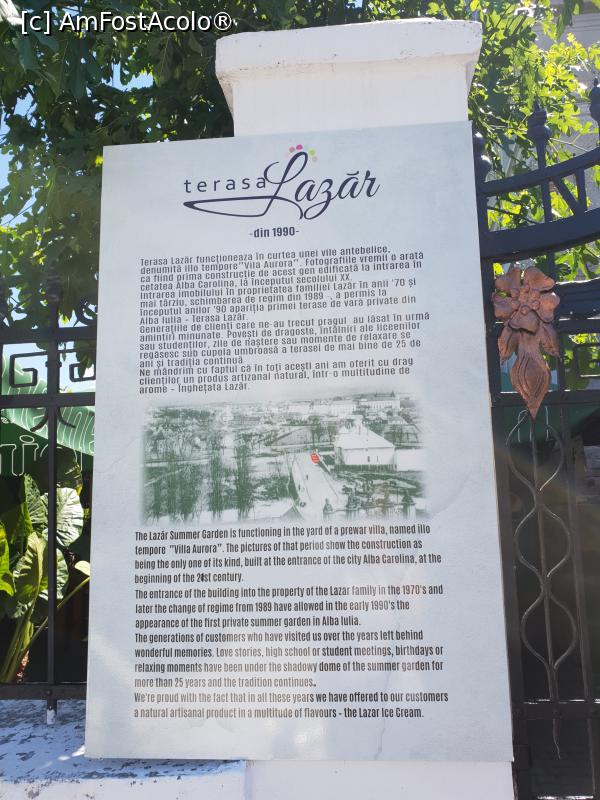 [c] AmFostAcolo®
terasa Lazăr
-din 1990-
Terasa Lazăr funcționează în curtea unei vile antebelice,
denumită illo tempore"Vila Aurora". Fotografiile vremii o arată
ca fiind prima construcție de acest gen edificată la intrarea în
cetatea Alba Carolina, la începutul secolului XX.
Intrarea imobilului în proprietatea familiei Lazăr în anii '70 și
mai târziu, schimbarea de regim din 1989 -, a permis la
începutul anilor '90 apariția primei terase de vară private din
Alba Iulia - Terasa Lazăr.
Generațiile de clienți care ne-au trecut pragul au lăsat în urmă
amintiri minunate. Povești de dragoste, întâlniri ale liceenilor
sau studenților, zile de naștere sau momente de relaxare se
regăsesc sub cupola umbroasă a terasei de mai bine de 25 de
ani și tradiția continuă.
Ne mândrim cu faptul că în toți acești ani am oferit cu drag
clienților un produs artizanal natural, într-o multitudine de
arome - Înghețata Lazăr.
The Lazăr Summer Garden is functioning in the yard of a prewar villa, named illo
tempore "Villa Aurora". The pictures of that period show the construction as
being the only one of its kind, built at the entrance of the city Alba Carolina, at the
beginning of the st century.
The entrance of the building into the property of the Lazar family in the 1970's and
later the change of regime from 1989 have allowed in the early 1990's the
appearance of the first private summer garden in Alba Iulia.
The generations of customers who have visited us over the years left behind
wonderful memories. Love stories, high school or student meetings, birthdays or
relaxing moments have been under the shadowy dome of the summer garden for
more than 25 years and the tradition continues..
We're proud with the fact that in all these years we have offered to our customers
a natural artisanal product in a multitude of flavours - the Lazar Ice Cream.